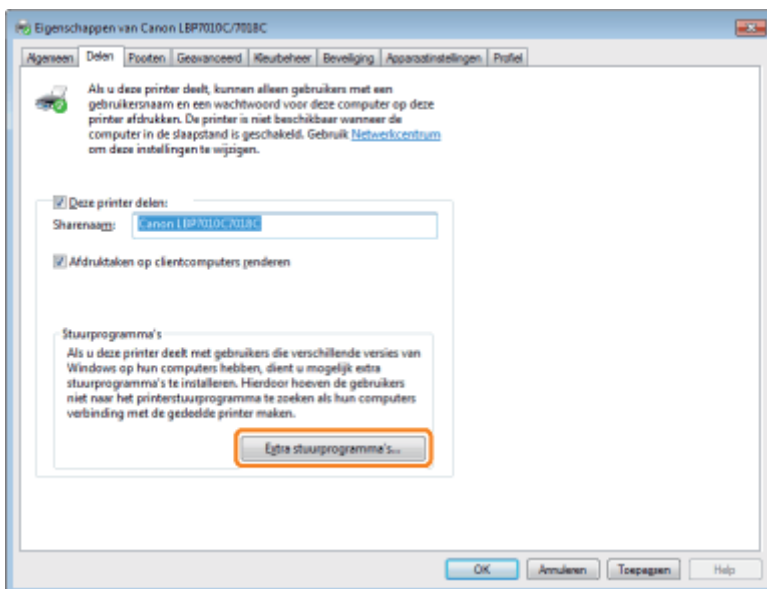 Eigenschappen van Canon LBP7010C/7018C
Algemeen Delen Poorten Geavanceerd Kleurbeheer Beveiliging Apparaatinstellingen Profiel
Als u deze printer deelt, kunnen alleen gebruikers met een
gebruikersnaam en een wachtwoord voor deze computer op deze
printer afdrukken. De printer is niet beschikbaar wanneer de
computer in de slaapstand is geschakeld. Gebruik Netwerkcentrum
om deze instellingen te wijzigen.
Deze printer delen:
Sharenaam: Canon LBP7010C7018C
Afdruktaken op clientcomputers renderen
Stuurprogramma's
Als u deze printer deelt met gebruikers die verschillende versies van
Windows op hun computers hebben, dient u mogelijk extra
stuurprogramma's te installeren. Hierdoor hoeven de gebruikers
niet naar het printerstuurprogramma te zoeken als hun computers
verbinding met de gedeelde printer maken.
Extra stuurprogramma's...
OK Annuleren Toepassen Help